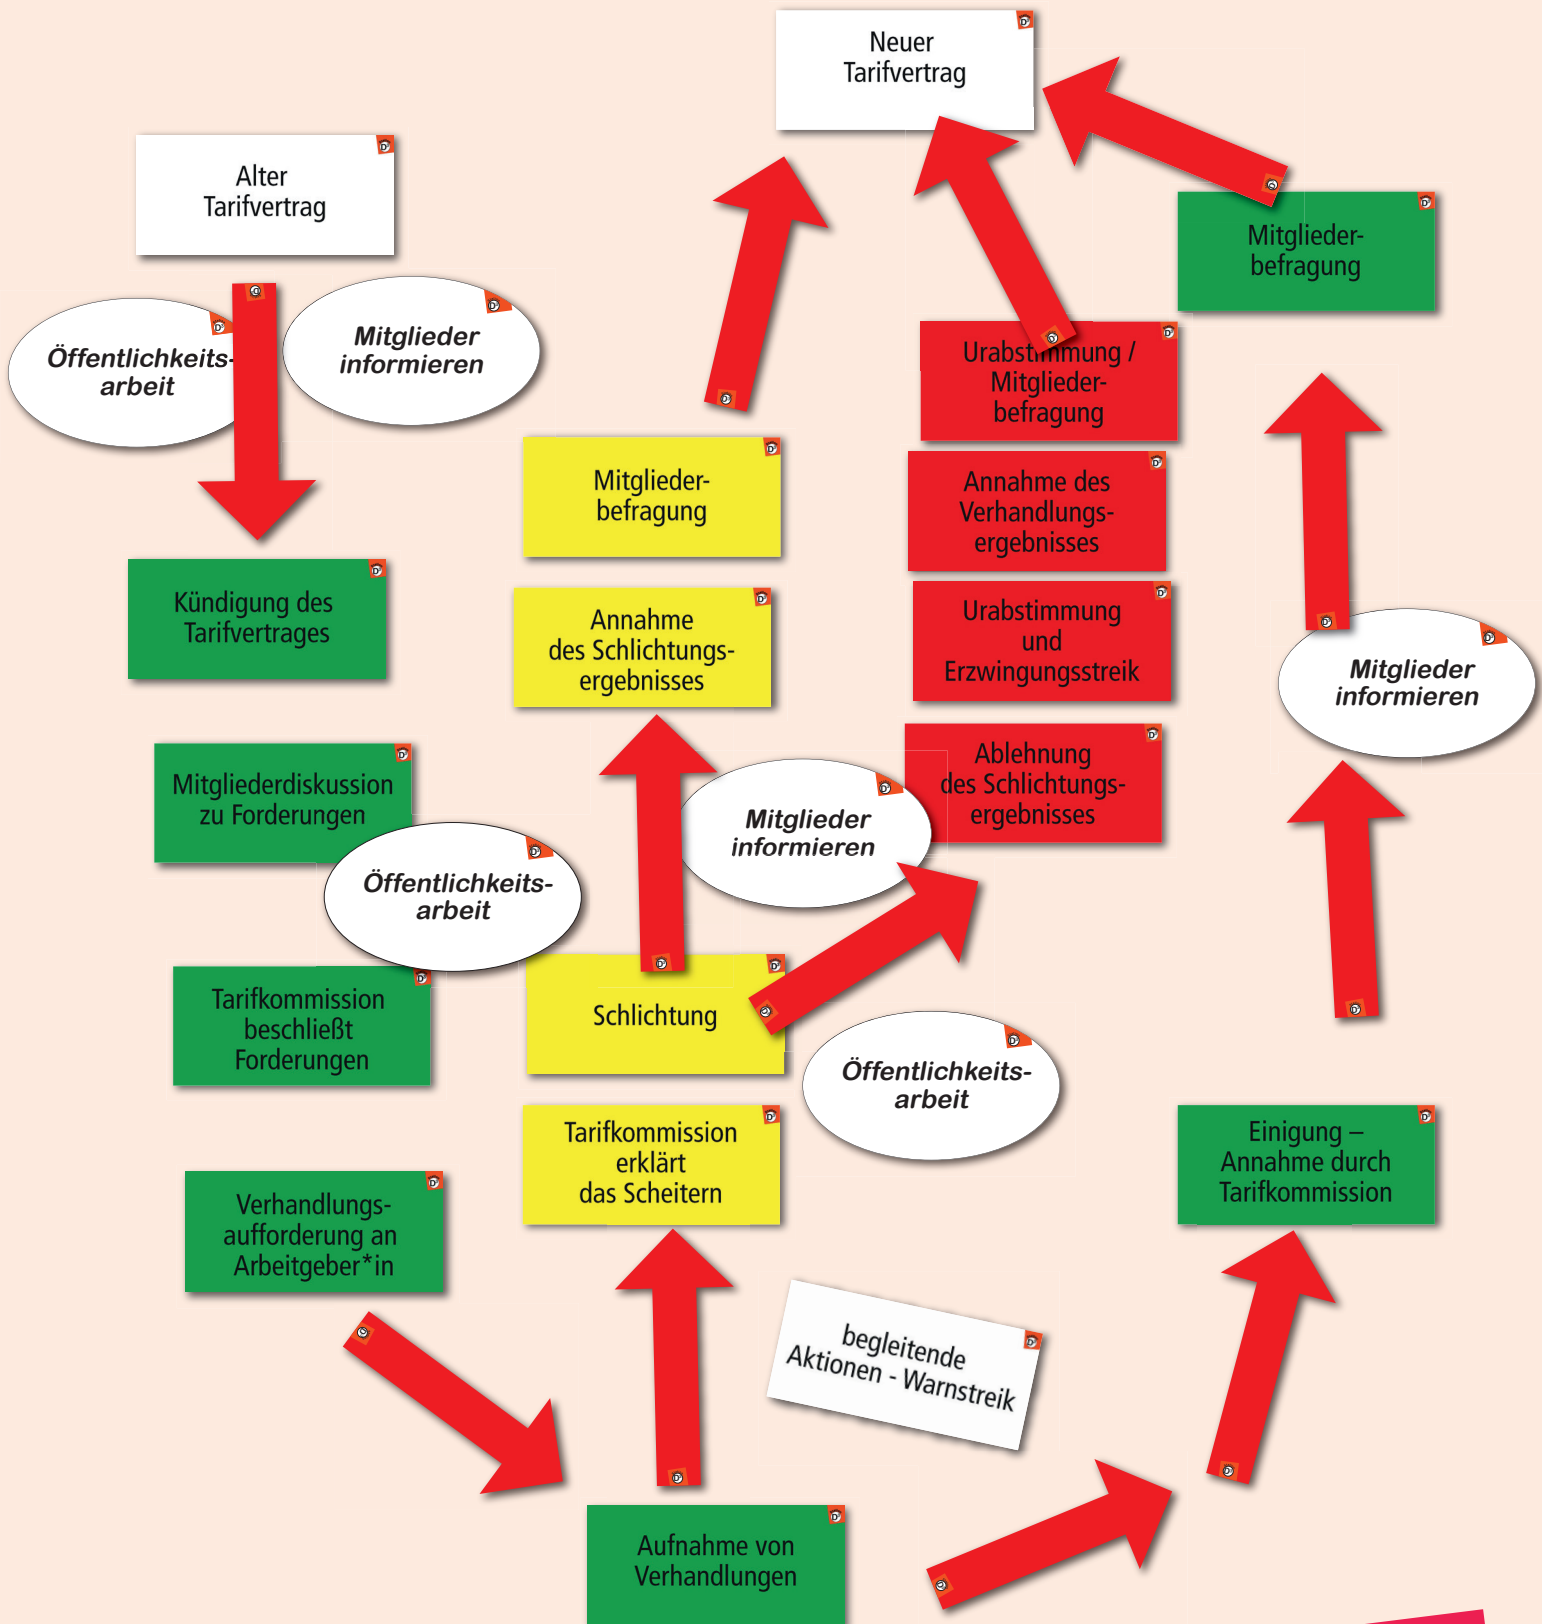 Neuer
Tarifvertrag
Alter
Tarifvertrag
Mitglieder-
befragung
Öffentlichkeits-
arbeit
Mitglieder
informieren
Urabstimmung /
Mitglieder-
befragung
Mitglieder-
befragung
Annahme des
Verhandlungs-
ergebnisses
Kündigung des
Tarifvertrages
Annahme
des Schlichtungs-
ergebnisses
Urabstimmung
und
Erzwingungsstreik
Mitglieder
informieren
Mitgliederdiskussion
zu Forderungen
Mitglieder
informieren
Ablehnung
des Schlichtungs-
ergebnisses
Öffentlichkeits-
arbeit
Tarifkommission
beschließt
Forderungen
Schlichtung
Öffentlichkeits-
arbeit
Tarifkommission
erklärt
das Scheitern
Einigung –
Annahme durch
Tarifkommission
Verhandlungs-
aufforderung an
Arbeitgeber*in
begleitende
Aktionen - Warnstreik
Aufnahme von
Verhandlungen